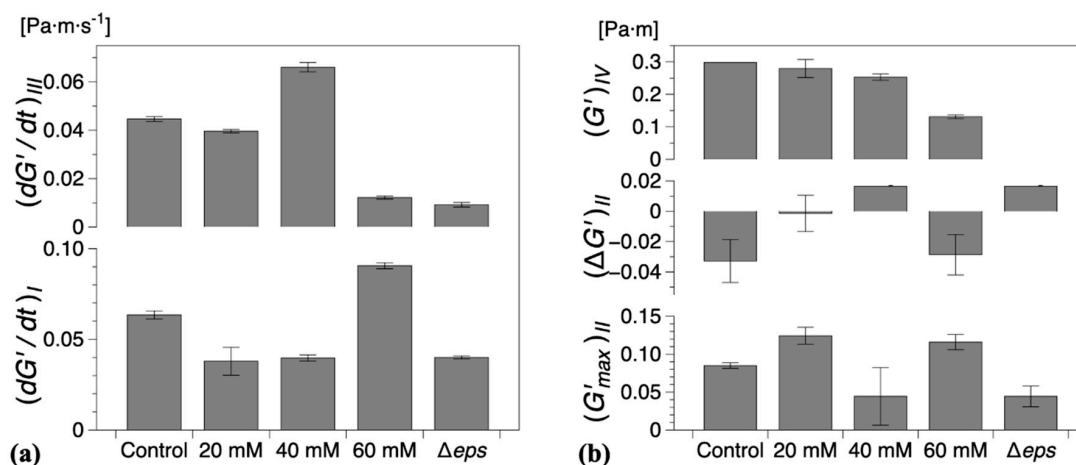 [Pa·m·s⁻¹]
(dG′/dt)III
0.06
0.04
0.02
0
(dG′/dt)I
0.10
0.05
0
Control 20 mM 40 mM 60 mM Δeps
(a)
[Pa·m]
(G′)IV
0.3
0.2
0.1
0
(ΔG′)II
0.02
0
−0.02
−0.04
(G′max)II
0.15
0.10
0.05
0
Control 20 mM 40 mM 60 mM Δeps
(b)